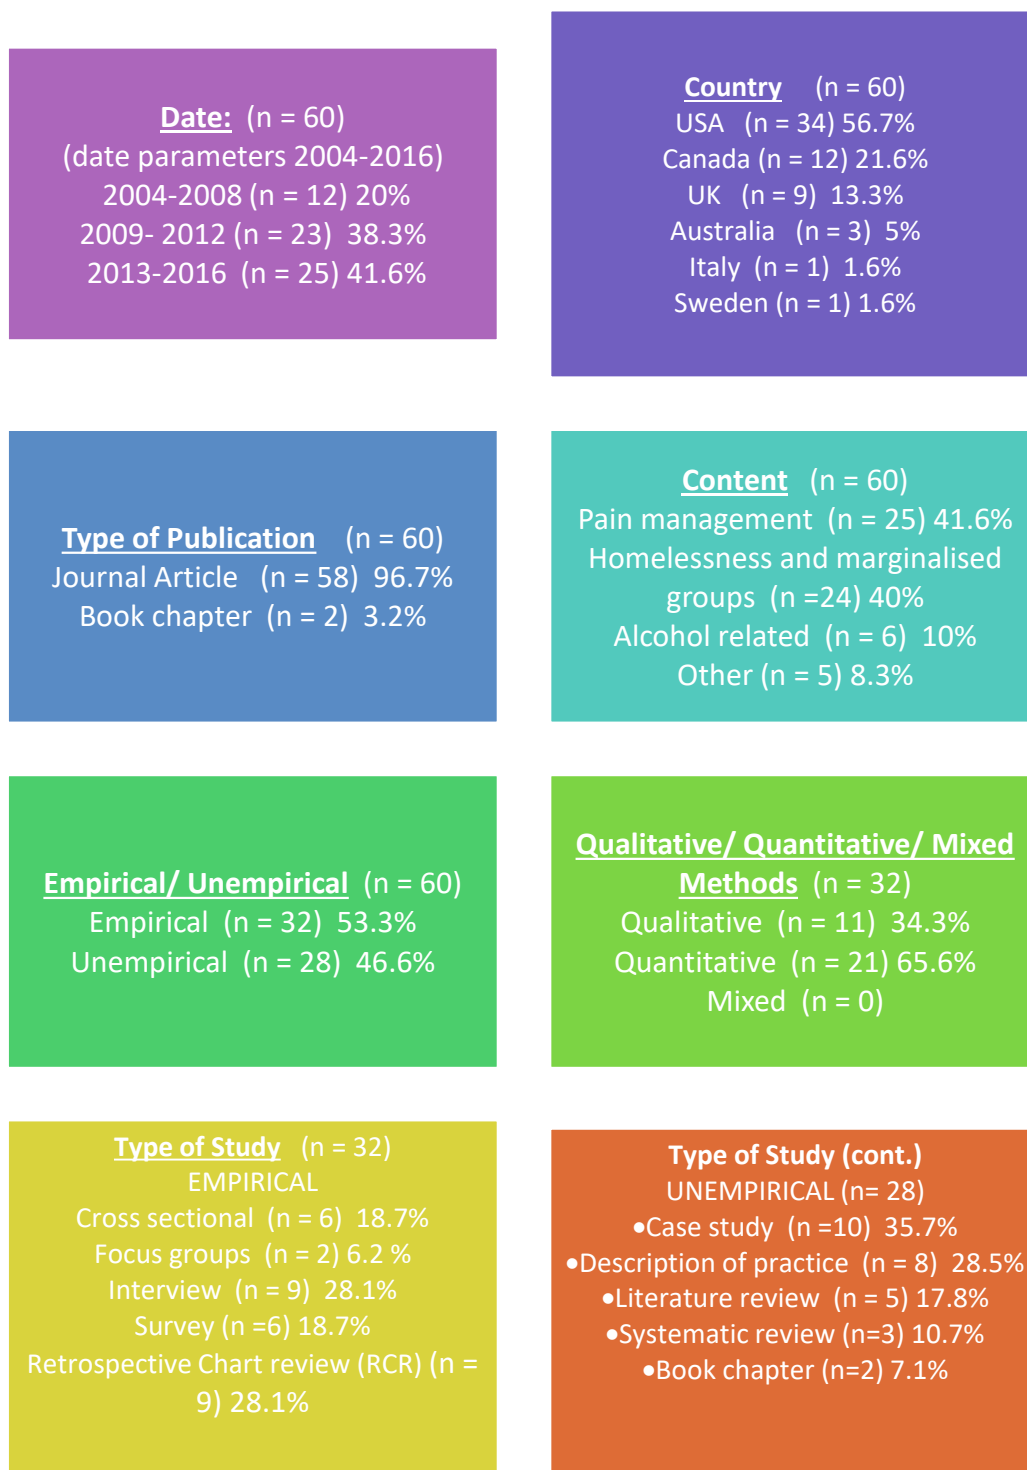 Date: (n = 60)
(date parameters 2004-2016)
2004-2008 (n = 12) 20%
2009- 2012 (n = 23) 38.3%
2013-2016 (n = 25) 41.6%
Country (n = 60)
USA (n = 34) 56.7%
Canada (n = 12) 21.6%
UK (n = 9) 13.3%
Australia (n = 3) 5%
Italy (n = 1) 1.6%
Sweden (n = 1) 1.6%
Type of Publication (n = 60)
Journal Article (n = 58) 96.7%
Book chapter (n = 2) 3.2%
Content (n = 60)
Pain management (n = 25) 41.6%
Homelessness and marginalised
groups (n =24) 40%
Alcohol related (n = 6) 10%
Other (n = 5) 8.3%
Empirical/ Unempirical (n = 60)
Empirical (n = 32) 53.3%
Unempirical (n = 28) 46.6%
Qualitative/ Quantitative/ Mixed
Methods (n = 32)
Qualitative (n = 11) 34.3%
Quantitative (n = 21) 65.6%
Mixed (n = 0)
Type of Study (n = 32)
EMPIRICAL
Cross sectional (n = 6) 18.7%
Focus groups (n = 2) 6.2 %
Interview (n = 9) 28.1%
Survey (n =6) 18.7%
Retrospective Chart review (RCR) (n =
9) 28.1%
Type of Study (cont.)
UNEMPIRICAL (n= 28)
•Case study (n =10) 35.7%
•Description of practice (n = 8) 28.5%
•Literature review (n = 5) 17.8%
•Systematic review (n=3) 10.7%
•Book chapter (n=2) 7.1%